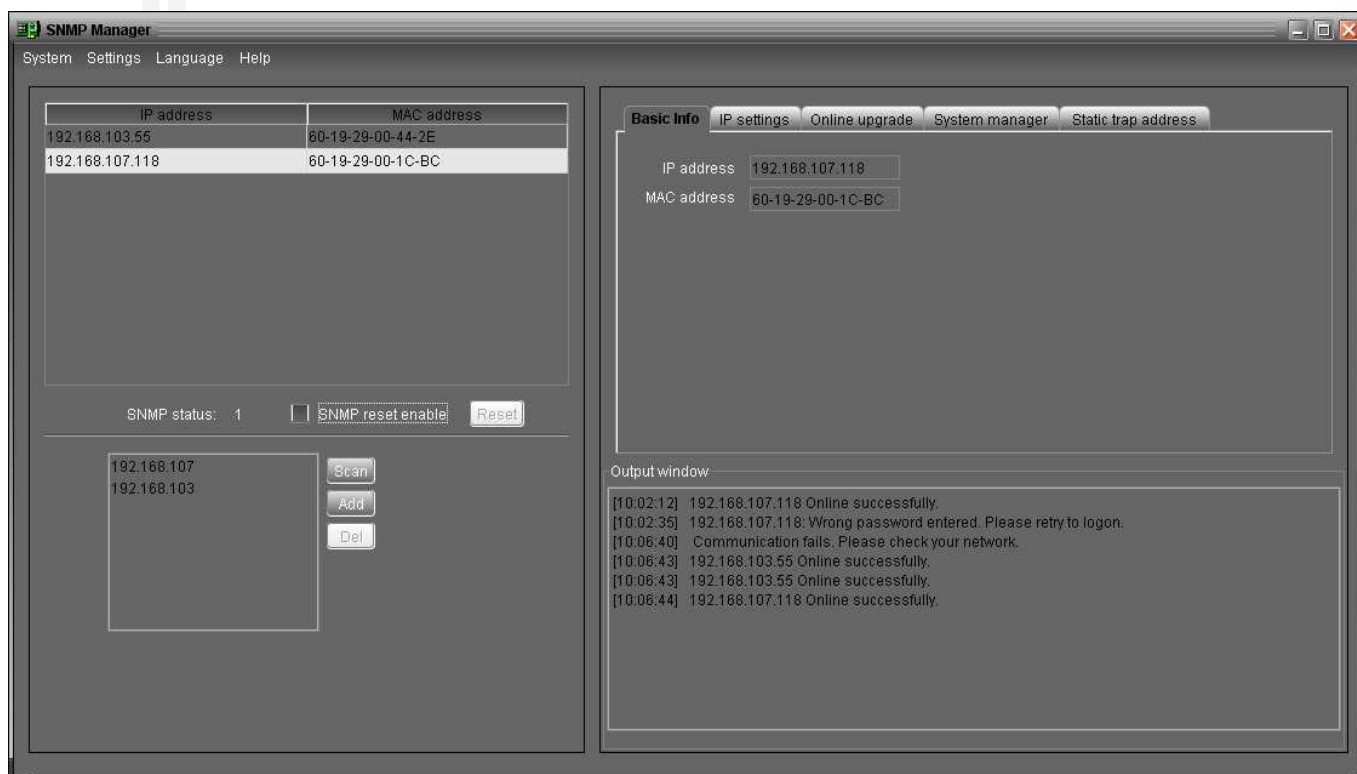 SNMP Manager
System Settings Language Help
IP address MAC address
192.168.103.55 60-19-29-00-44-2E
192.168.107.118 60-19-29-00-1C-BC
SNMP status: 1 SNMP reset enable Reset
192.168.107
192.168.103
Scan
Add
Del
Basic Info IP settings Online upgrade System manager Static trap address
IP address 192.168.107.118
MAC address 60-19-29-00-1C-BC
Output window
[10:02:12] 192.168.107.118 Online successfully.
[10:02:35] 192.168.107.118: Wrong password entered. Please retry to logon.
[10:06:40] Communication fails. Please check your network.
[10:06:43] 192.168.103.55 Online successfully.
[10:06:43] 192.168.103.55 Online successfully.
[10:06:44] 192.168.107.118 Online successfully.